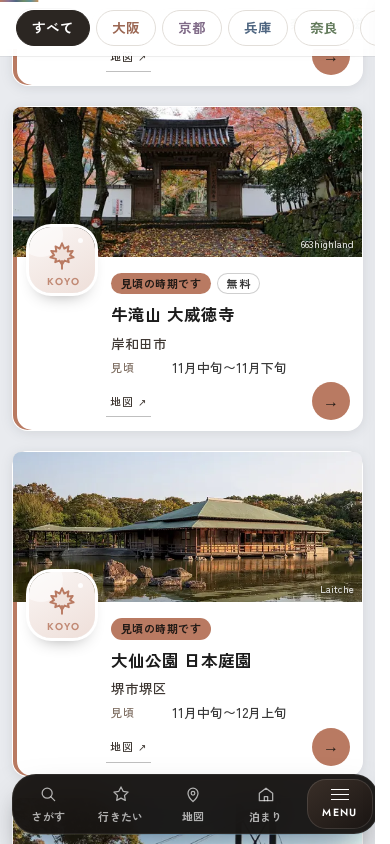 すべて
大阪
京都
兵庫
奈良
地図 ↗
→
663highland
KOYO
見頃の時期です
無料
牛滝山 大威徳寺
岸和田市
見頃
11月中旬〜11月下旬
地図 ↗
→
Laitche
KOYO
見頃の時期です
大仙公園 日本庭園
堺市堺区
見頃
11月中旬〜12月上旬
地図 ↗
→
さがす
行きたい
地図
泊まり
MENU